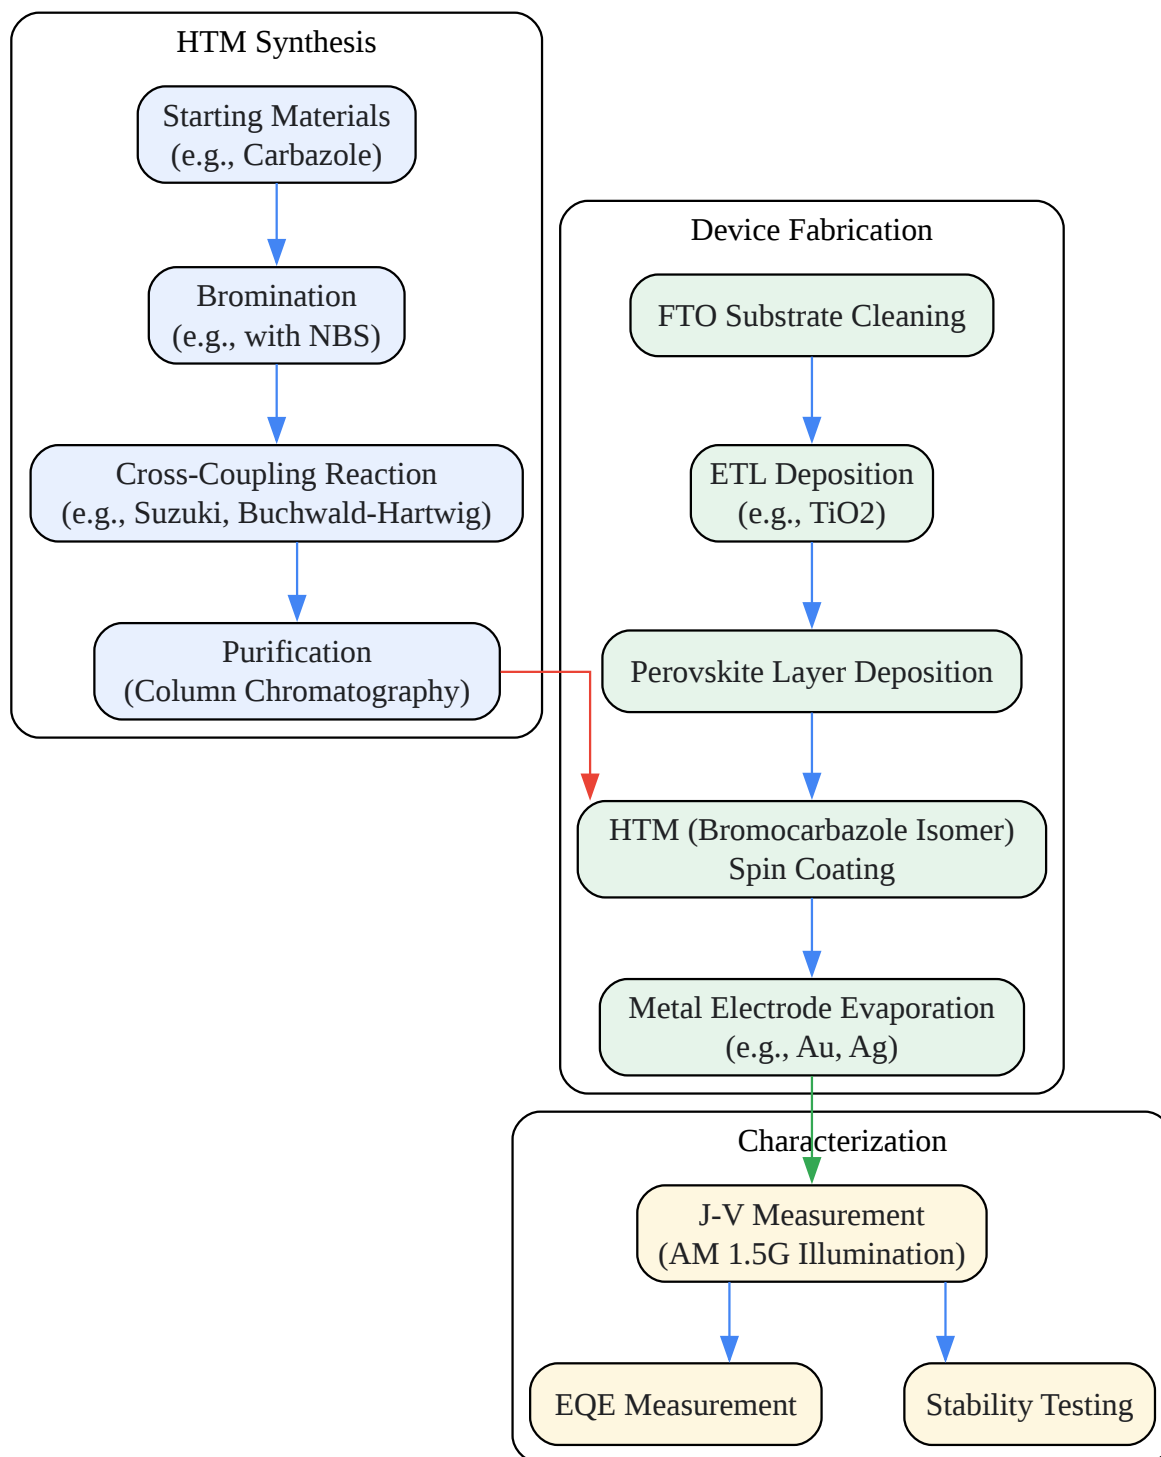 HTM Synthesis
Starting Materials
(e.g., Carbazole)
Bromination
(e.g., with NBS)
Cross-Coupling Reaction
(e.g., Suzuki, Buchwald-Hartwig)
Purification
(Column Chromatography)
Device Fabrication
FTO Substrate Cleaning
ETL Deposition
(e.g., TiO2)
Perovskite Layer Deposition
HTM (Bromocarbazole Isomer)
Spin Coating
Metal Electrode Evaporation
(e.g., Au, Ag)
Characterization
J-V Measurement
(AM 1.5G Illumination)
EQE Measurement
Stability Testing